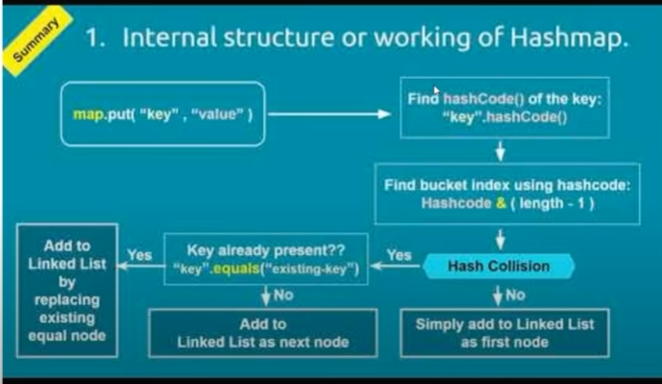 Summary
1. Internal structure or working of Hashmap.
map.put( "key" , "value" )
Find hashCode() of the key:
"key".hashCode()
Find bucket index using hashcode:
Hashcode & ( length - 1 )
Hash Collision
Yes
No
Key already present??
"key".equals("existing-key")
Yes
No
Add to
Linked List
by
replacing
existing
equal node
Add to
Linked List as next node
Simply add to Linked List
as first node